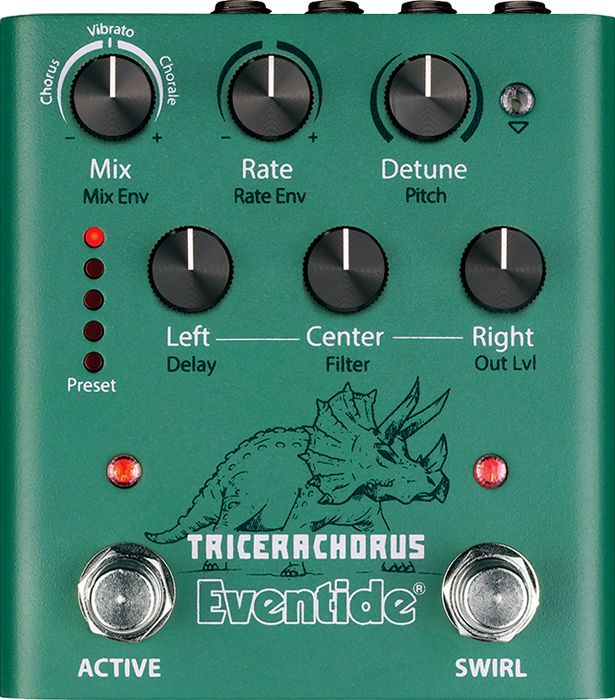 Vibrato
Chorus
Chorale
− +
− +
Mix Rate Detune
Mix Env Rate Env Pitch
Left Center Right
Delay Filter Out Lvl
Preset
TRICERACHORUS
Eventide®
ACTIVE SWIRL